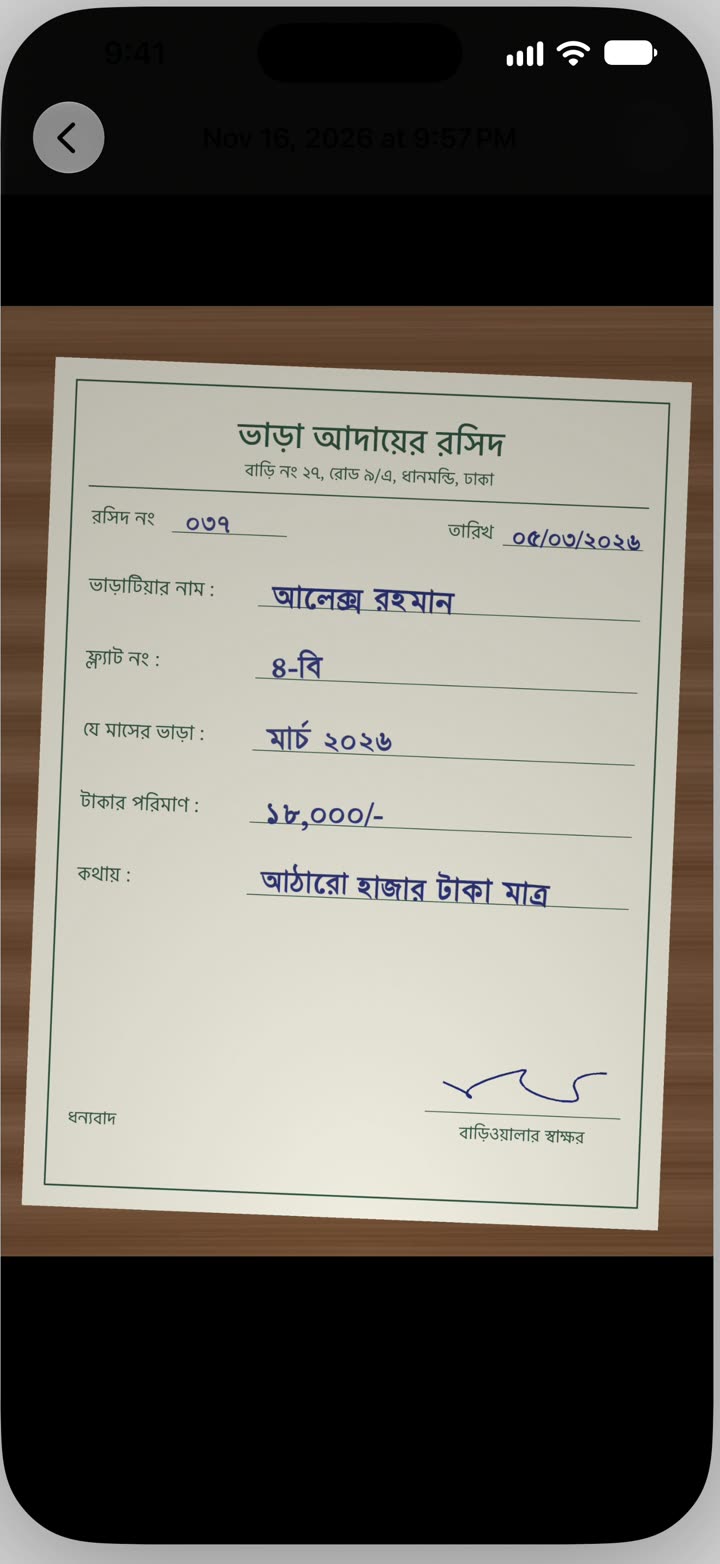 9:41
Nov 16, 2026 at 9:57 PM
ভাড়া আদায়ের রসিদ
বাড়ি নং ২৭, রোড ৯/এ, ধানমন্ডি, ঢাকা
রসিদ নং ০৩৭ তারিখ ০৫/০৩/২০২৬
ভাড়াটিয়ার নাম : আলেক্স রহমান
ফ্ল্যাট নং : ৪-বি
যে মাসের ভাড়া : মার্চ ২০২৬
টাকার পরিমাণ : ১৮,০০০/-
কথায় : আঠারো হাজার টাকা মাত্র
ধন্যবাদ
বাড়িওয়ালার স্বাক্ষর